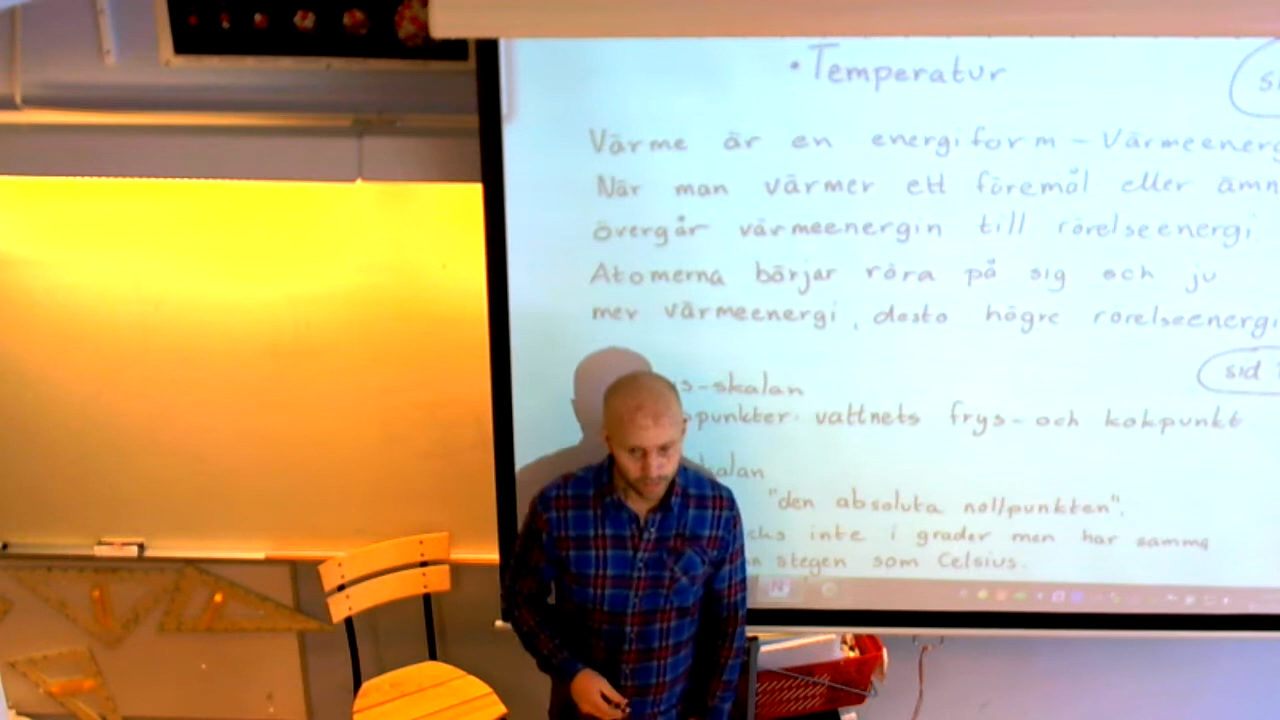 • Temperatur
Värme är en energiform - Värmeenerg
När man värmer ett föremål eller ämn
övergår värmeenergin till rörelseenergi
Atomerna börjar röra på sig och ju
mer värmeenergi, desto högre rörelseenergi
sid
s-skalan
punkter: vattnets frys- och kokpunkt
kalan
"den absoluta nollpunkten".
cks inte i grader men har samma
n stegen som Celsius.